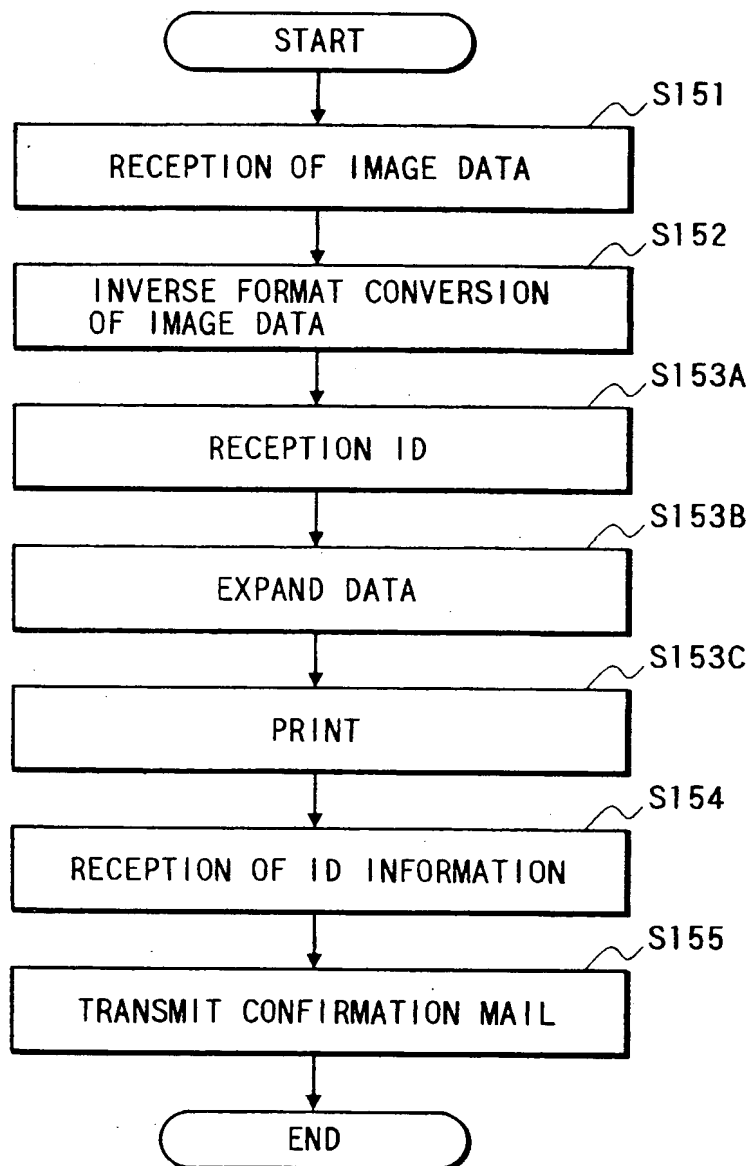 START
S151
RECEPTION OF IMAGE DATA
S152
INVERSE FORMAT CONVERSION
OF IMAGE DATA
S153A
RECEPTION ID
S153B
EXPAND DATA
S153C
PRINT
S154
RECEPTION OF ID INFORMATION
S155
TRANSMIT CONFIRMATION MAIL
END